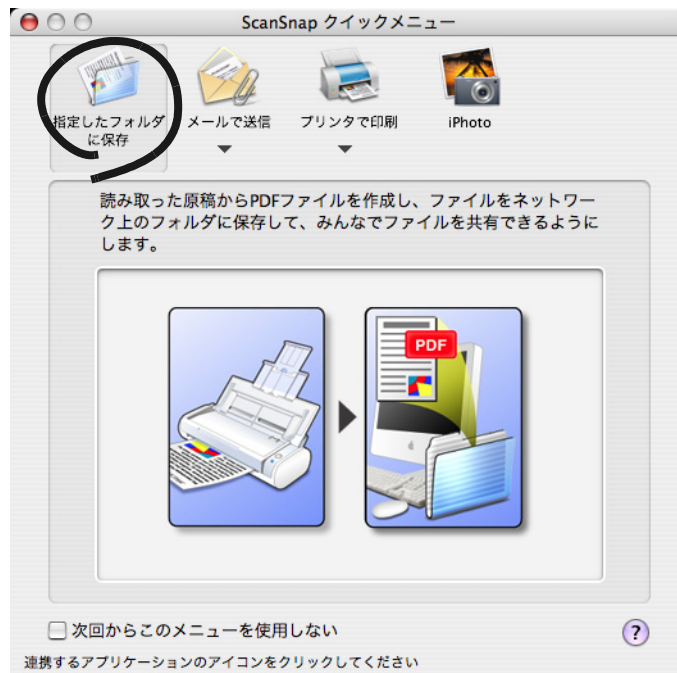 ScanSnap クイックメニュー
指定したフォルダ
に保存
メールで送信
プリンタで印刷
iPhoto
読み取った原稿からPDFファイルを作成し、ファイルをネットワー
ク上のフォルダに保存して、みんなでファイルを共有できるように
します。
PDF
次回からこのメニューを使用しない
?
連携するアプリケーションのアイコンをクリックしてください